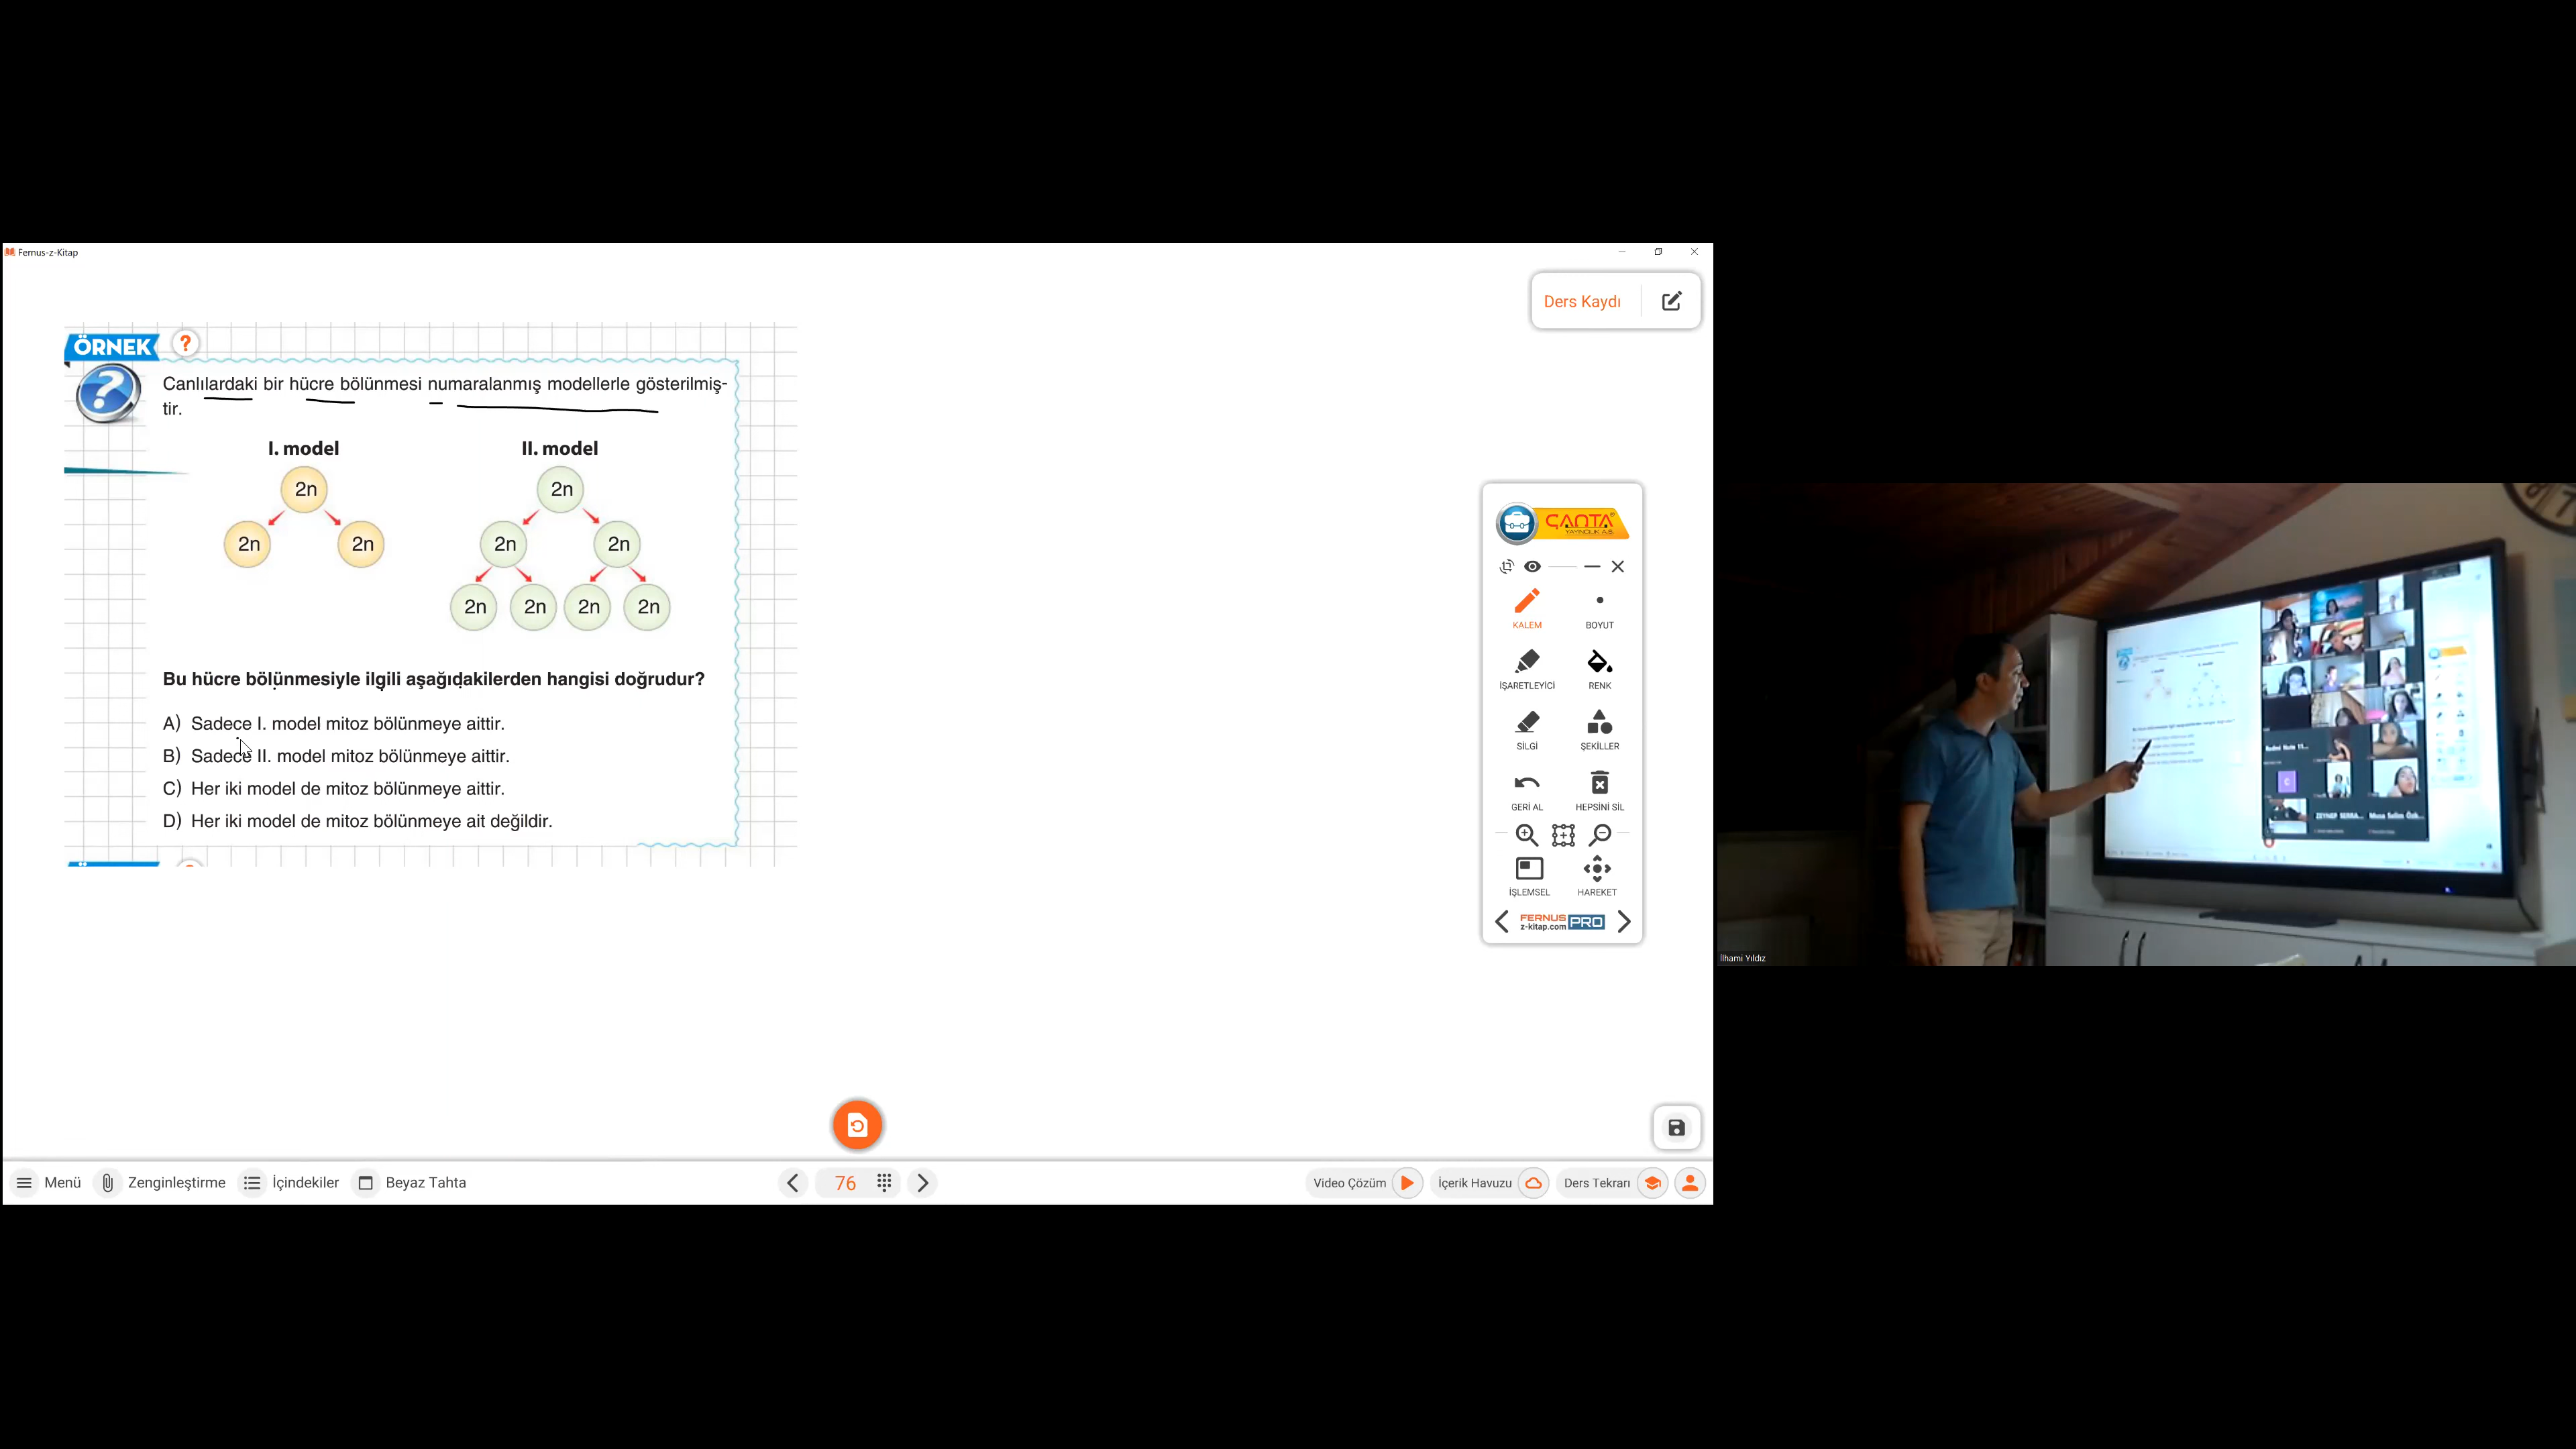 Fernus-z-Kitap
Ders Kaydı
ÖRNEK
?
Canlılardaki bir hücre bölünmesi numaralanmış modellerle gösterilmiş-
tir.
I. model
II. model
2n
2n
2n
2n
2n
2n
2n
2n
2n
2n
Bu hücre bölünmesiyle ilgili aşağıdakilerden hangisi doğrudur?
A) Sadece I. model mitoz bölünmeye aittir.
B) Sadece II. model mitoz bölünmeye aittir.
C) Her iki model de mitoz bölünmeye aittir.
D) Her iki model de mitoz bölünmeye ait değildir.
ÇANTA
YAYINCILIK A.Ş.
KALEM
BOYUT
İŞARETLEYİCİ
RENK
SİLGİ
ŞEKİLLER
GERİ AL
HEPSİNİ SİL
İŞLEMSEL
HAREKET
FERNUS
z-kitap.com
PRO
İlhami Yıldız
Menü
Zenginleştirme
İçindekiler
Beyaz Tahta
76
Video Çözüm
İçerik Havuzu
Ders Tekrarı